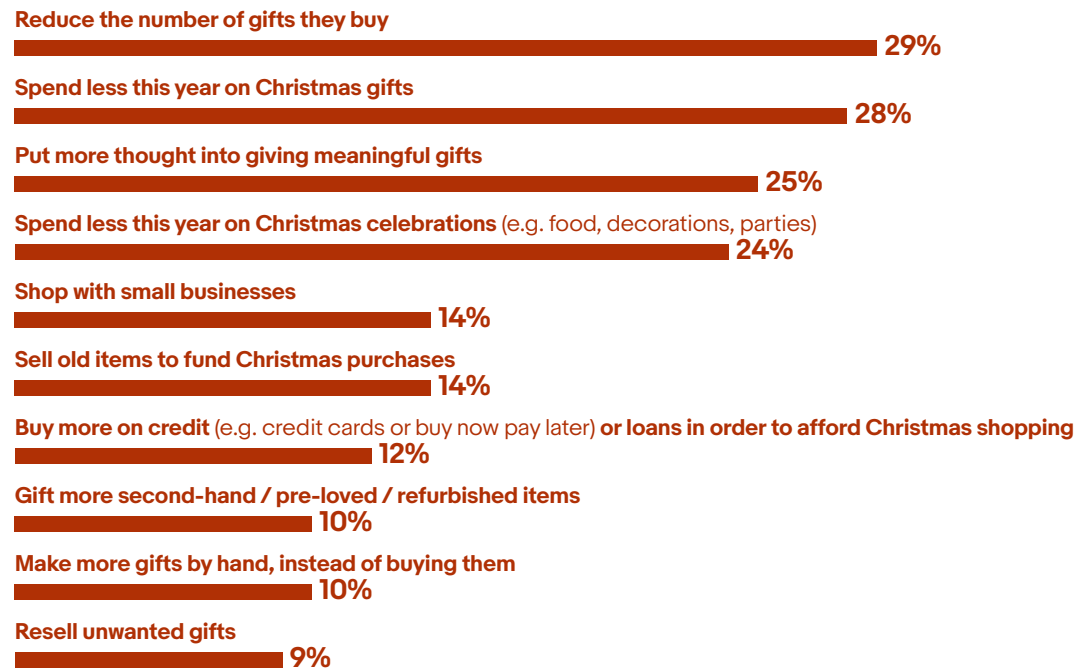 Reduce the number of gifts they buy
29%
Spend less this year on Christmas gifts
28%
Put more thought into giving meaningful gifts
25%
Spend less this year on Christmas celebrations (e.g. food, decorations, parties)
24%
Shop with small businesses
14%
Sell old items to fund Christmas purchases
14%
Buy more on credit (e.g. credit cards or buy now pay later) or loans in order to afford Christmas shopping
12%
Gift more second-hand / pre-loved / refurbished items
10%
Make more gifts by hand, instead of buying them
10%
Resell unwanted gifts
9%